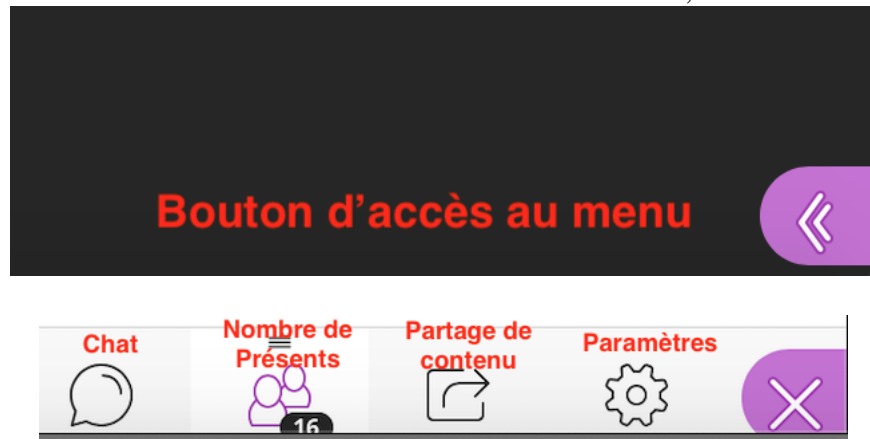 Bouton d’accès au menu
Chat
Nombre de
Présents
Partage de
contenu
Paramètres
16